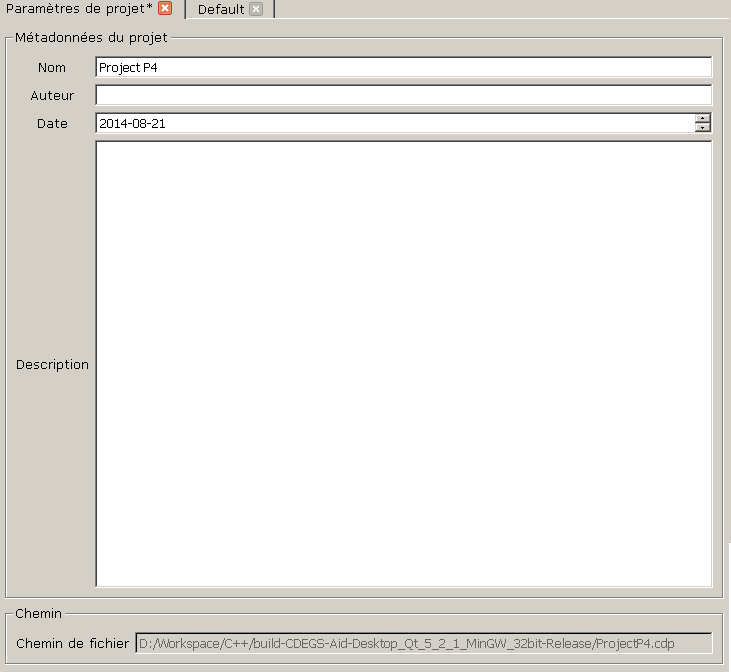 Paramètres de projet* Default
Métadonnées du projet
Nom Project P4
Auteur
Date 2014-08-21
Description
Chemin
Chemin de fichier D:/Workspace/C++/build-CDEGS-Aid-Desktop_Qt_5_2_1_MinGW_32bit-Release/ProjectP4.cdp